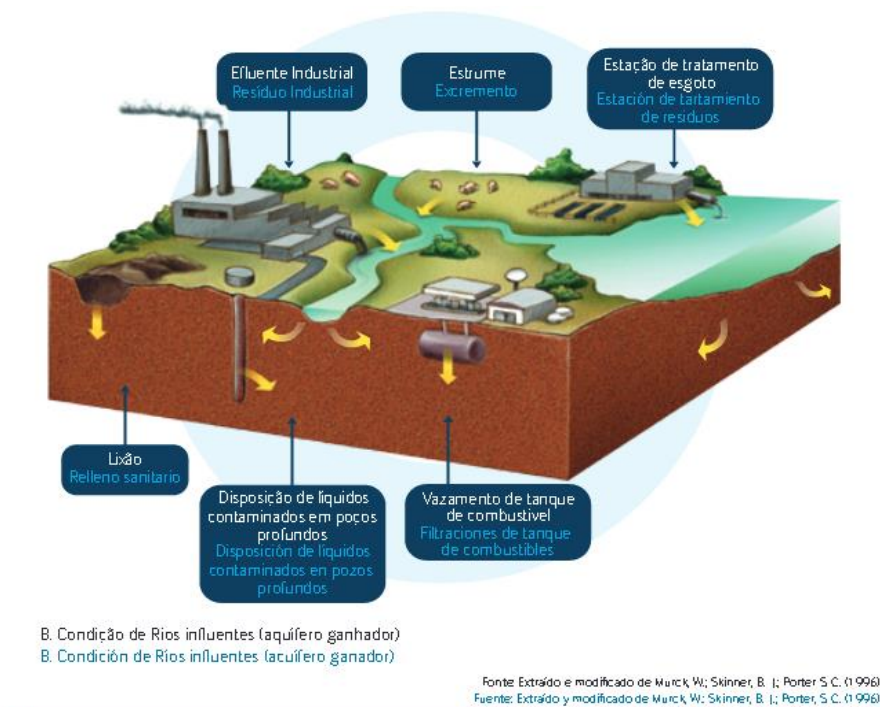 Efluente Industrial
Resíduo Industrial
Estrume
Excremento
Estação de tratamento
de esgoto
Estación de tartamiento
de residuos
Lixão
Relleno sanitario
Disposição de líquidos
contaminados em poços
profundos
Disposición de líquidos
contaminados en pozos
profundos
Vazamento de tanque
de combustível
Filtraciones de tanque
de combustibles
B. Condição de Rios influentes (aquífero ganhador)
B. Condición de Ríos influentes (acuífero ganador)
Fonte: Extraído e modificado de Murck, W.; Skinner, B. J.; Porter S.C. (1996)
Fuente: Extraído y modificado de Murck, W.; Skinner, B. J.; Porter, S.C. (1996)